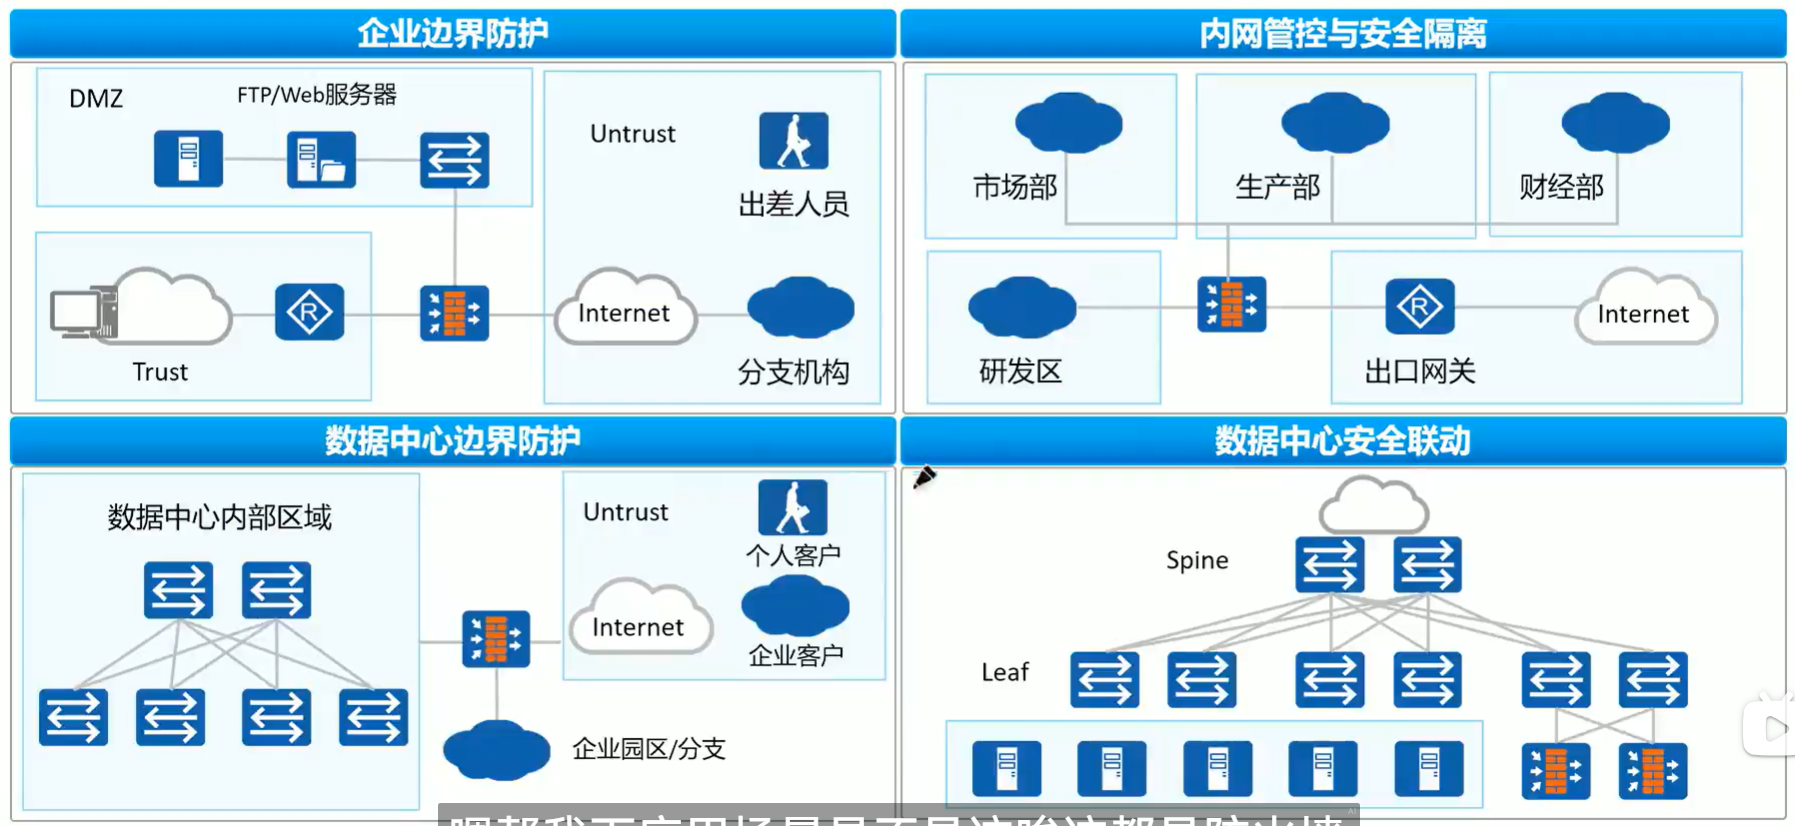 企业边界防护
DMZ
FTP/Web服务器
Untrust
出差人员
Internet
分支机构
Trust
R
内网管控与安全隔离
市场部
生产部
财经部
研发区
R
出口网关
Internet
数据中心边界防护
数据中心内部区域
Untrust
个人客户
Internet
企业客户
企业园区/分支
数据中心安全联动
Spine
Leaf